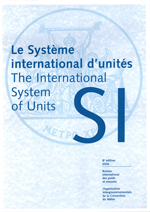 Le Système
international d'unités
The International
System
of Units
SI
8e édition
2006
Bureau
international
des poids
et mesures
Organisation
intergouvernementale
de la Convention
du Mètre